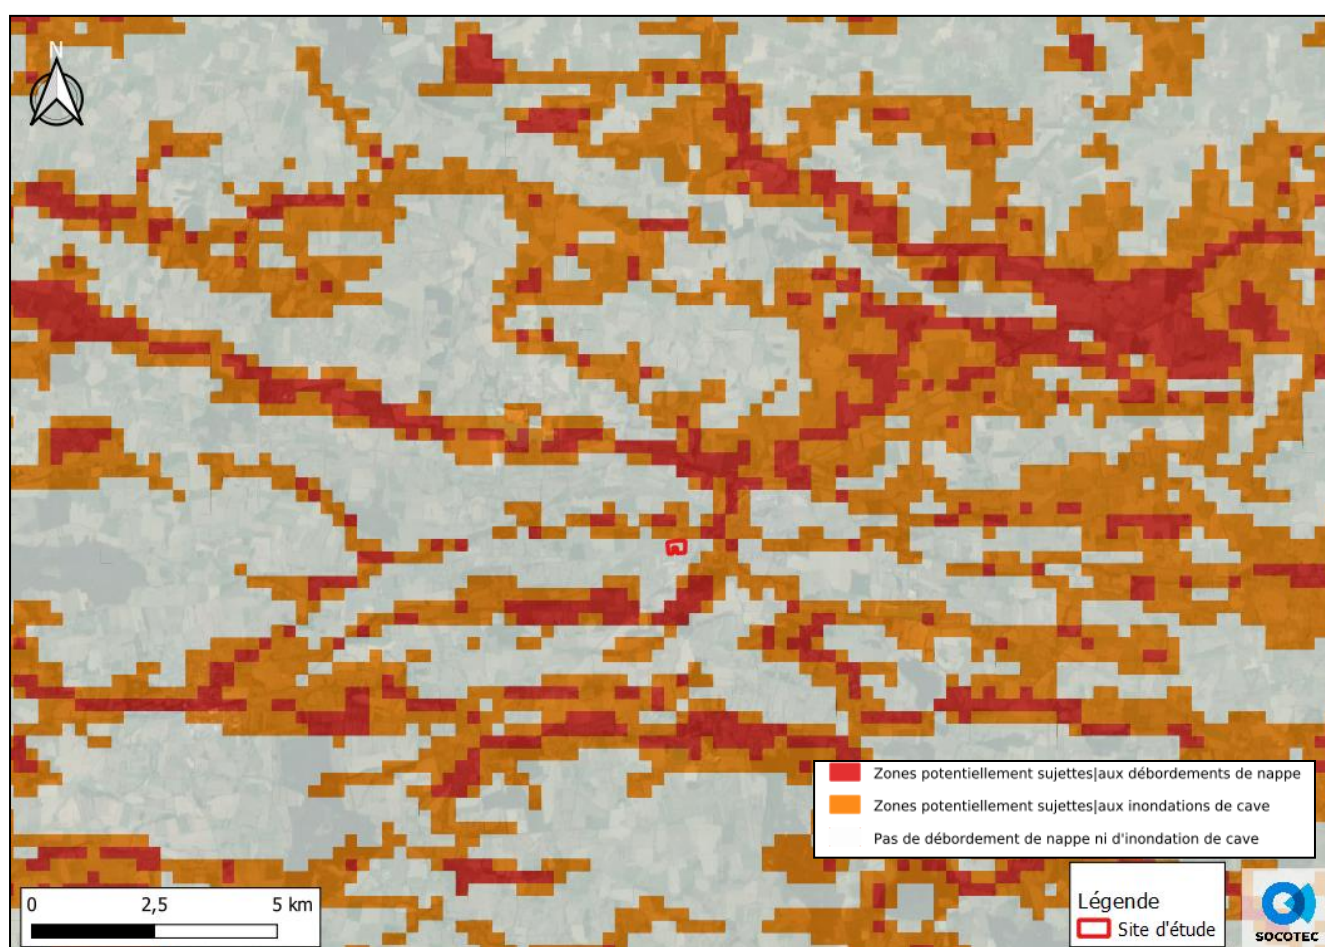 N
Zones potentiellement sujettes|aux débordements de nappe
Zones potentiellement sujettes|aux inondations de cave
Pas de débordement de nappe ni d'inondation de cave
0 2,5 5 km
Légende
Site d'étude
SOCOTEC